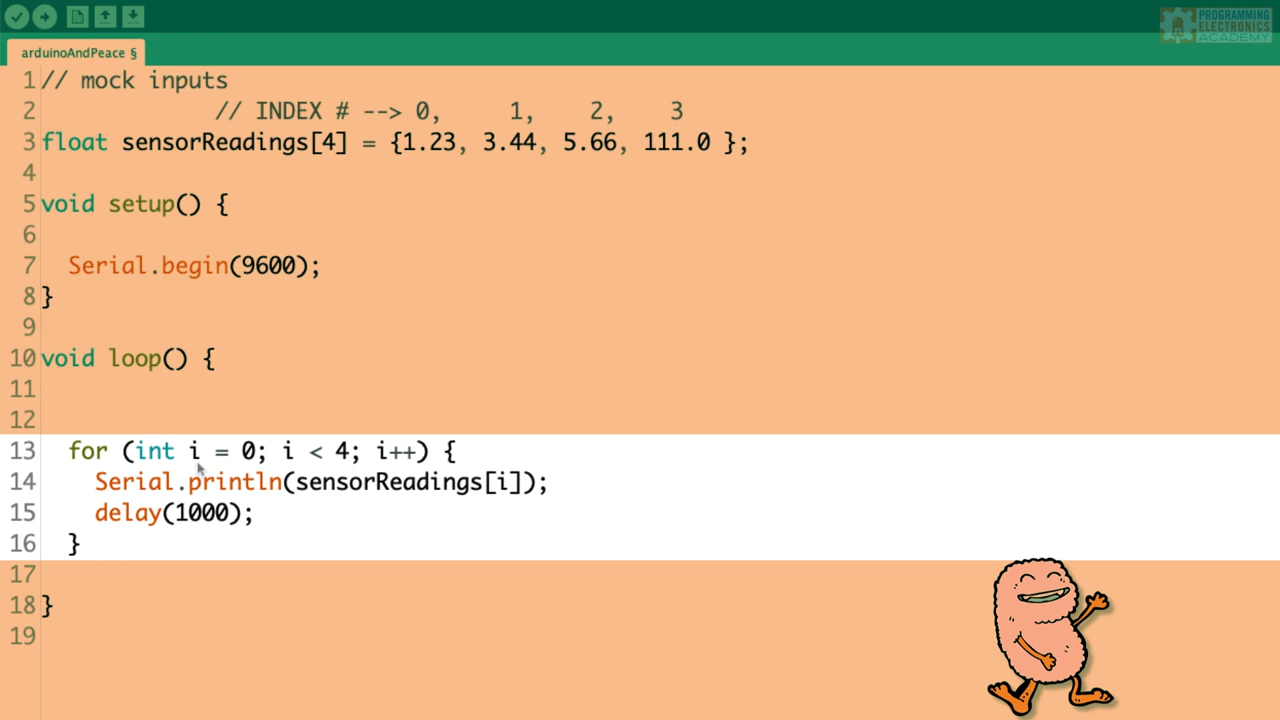 PROGRAMMING
ELECTRONICS
ACADEMY
arduinoAndPeace §
1 // mock inputs
2 // INDEX # --> 0, 1, 2, 3
3 float sensorReadings[4] = {1.23, 3.44, 5.66, 111.0 };
4
5 void setup() {
6
7 Serial.begin(9600);
8 }
9
10 void loop() {
11
12
13 for (int i = 0; i < 4; i++) {
14 Serial.println(sensorReadings[i]);
15 delay(1000);
16 }
17
18 }
19